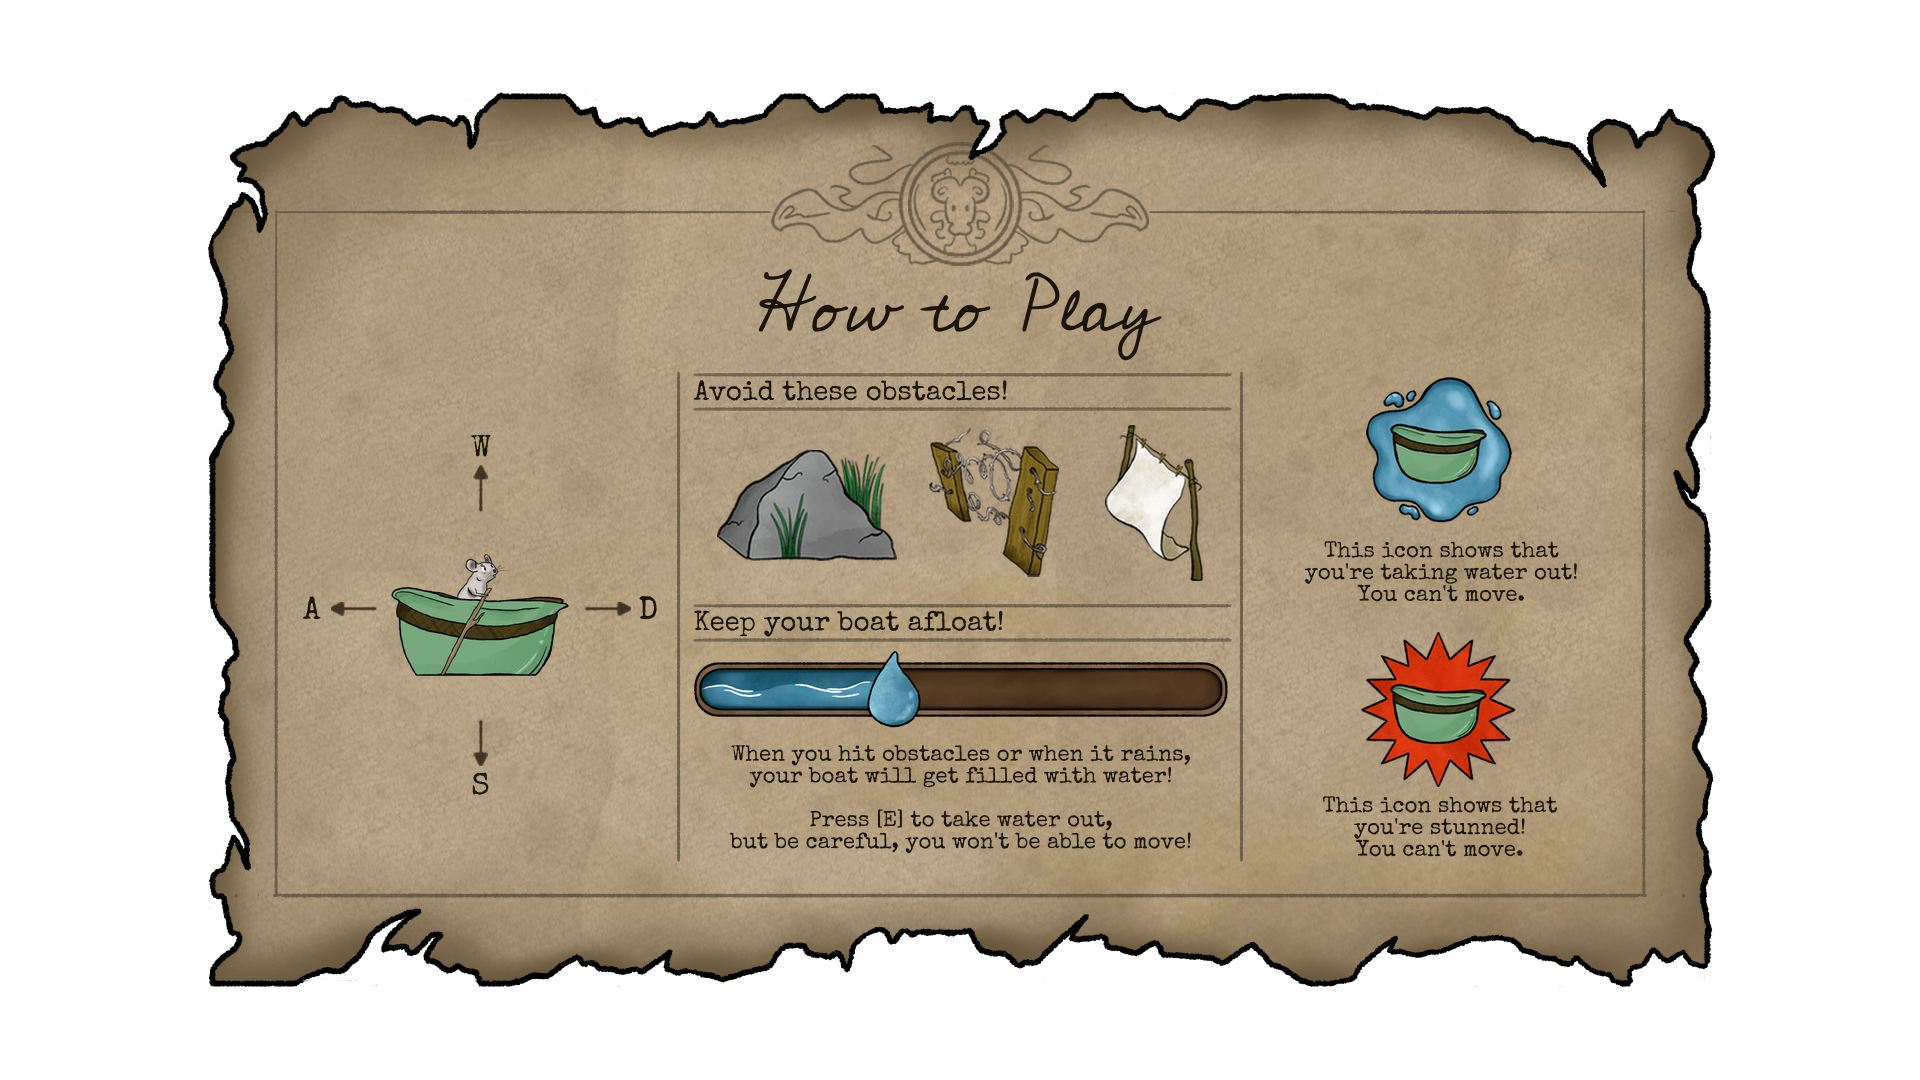 How to Play
W
A
D
S
Avoid these obstacles!
Keep your boat afloat!
When you hit obstacles or when it rains,
your boat will get filled with water!
Press [E] to take water out,
but be careful, you won't be able to move!
This icon shows that
you're taking water out!
You can't move.
This icon shows that
you're stunned!
You can't move.